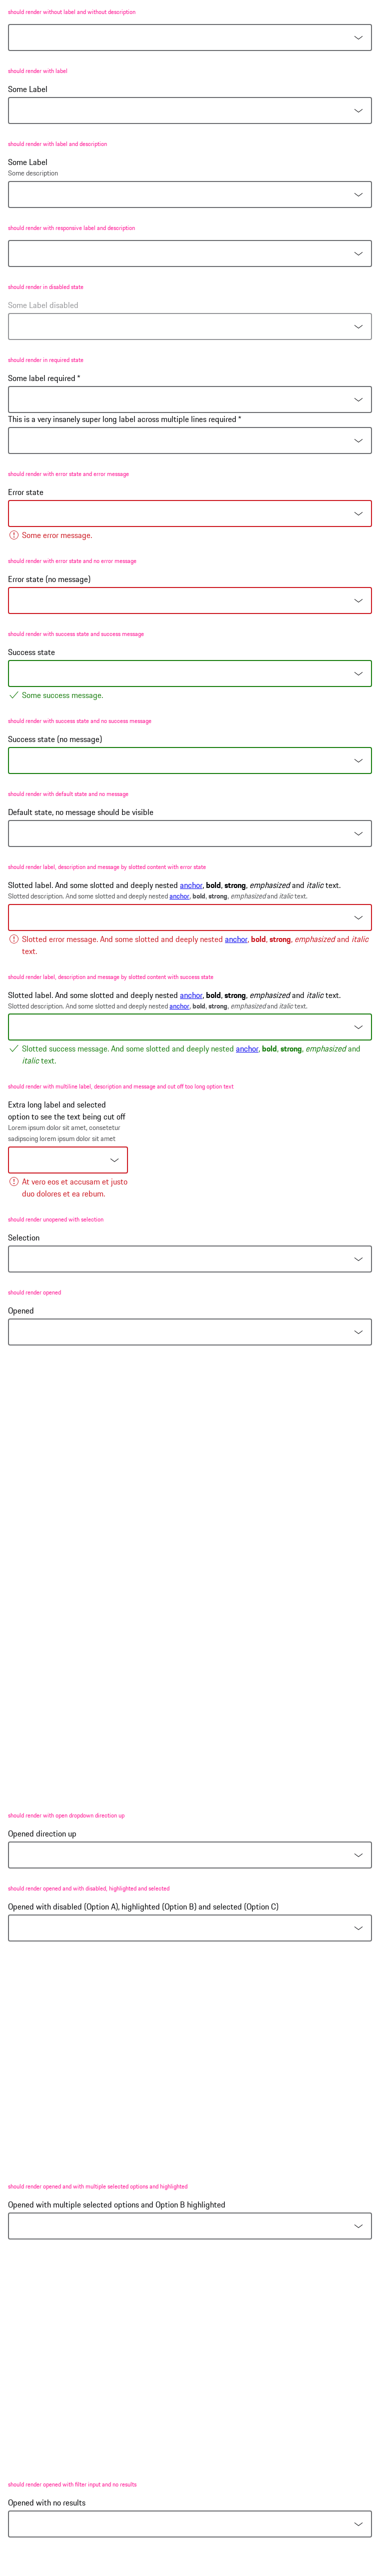 should render without label and without description
should render with label
Some Label
should render with label and description
Some Label
Some description
should render with responsive label and description
should render in disabled state
Some Label disabled
should render in required state
Some label required *
This is a very insanely super long label across multiple lines required *
should render with error state and error message
Error state
Some error message.
should render with error state and no error message
Error state (no message)
should render with success state and success message
Success state
Some success message.
should render with success state and no success message
Success state (no message)
should render with default state and no message
Default state, no message should be visible
should render label, description and message by slotted content with error state
Slotted label. And some slotted and deeply nested anchor, bold, strong, emphasized and italic text.
Slotted description. And some slotted and deeply nested anchor, bold, strong, emphasized and italic text.
Slotted error message. And some slotted and deeply nested anchor, bold, strong, emphasized and italic
text.
should render label, description and message by slotted content with success state
Slotted label. And some slotted and deeply nested anchor, bold, strong, emphasized and italic text.
Slotted description. And some slotted and deeply nested anchor, bold, strong, emphasized and italic text.
Slotted success message. And some slotted and deeply nested anchor, bold, strong, emphasized and
italic text.
should render with multiline label, description and message and cut off too long option text
Extra long label and selected
option to see the text being cut off
Lorem ipsum dolor sit amet, consetetur
sadipscing lorem ipsum dolor sit amet
At vero eos et accusam et justo
duo dolores et ea rebum.
should render unopened with selection
Selection
should render opened
Opened
should render with open dropdown direction up
Opened direction up
should render opened and with disabled, highlighted and selected
Opened with disabled (Option A), highlighted (Option B) and selected (Option C)
should render opened and with multiple selected options and highlighted
Opened with multiple selected options and Option B highlighted
should render opened with filter input and no results
Opened with no results